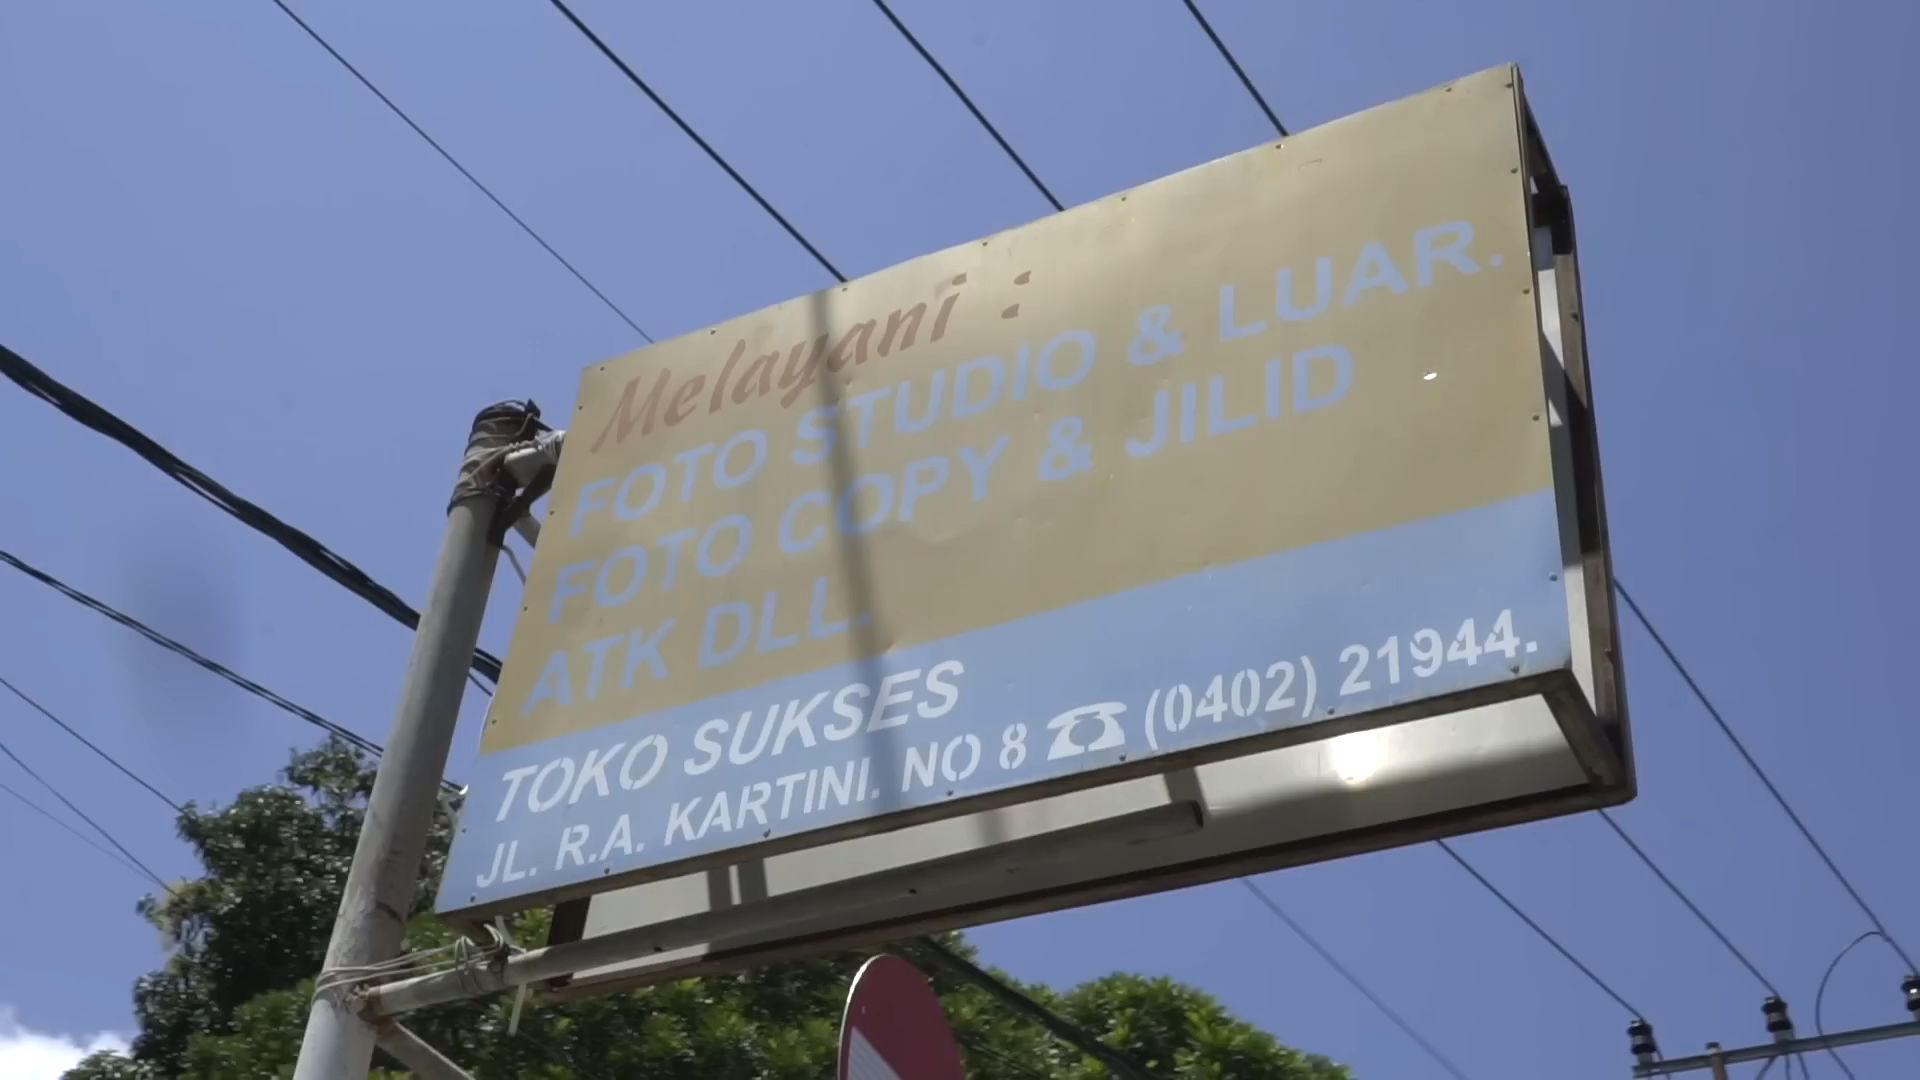 Melayani :
FOTO STUDIO & LUAR.
FOTO COPY & JILID
ATK DLL.
TOKO SUKSES
JL. R.A. KARTINI. NO 8 ☎ (0402) 21944.